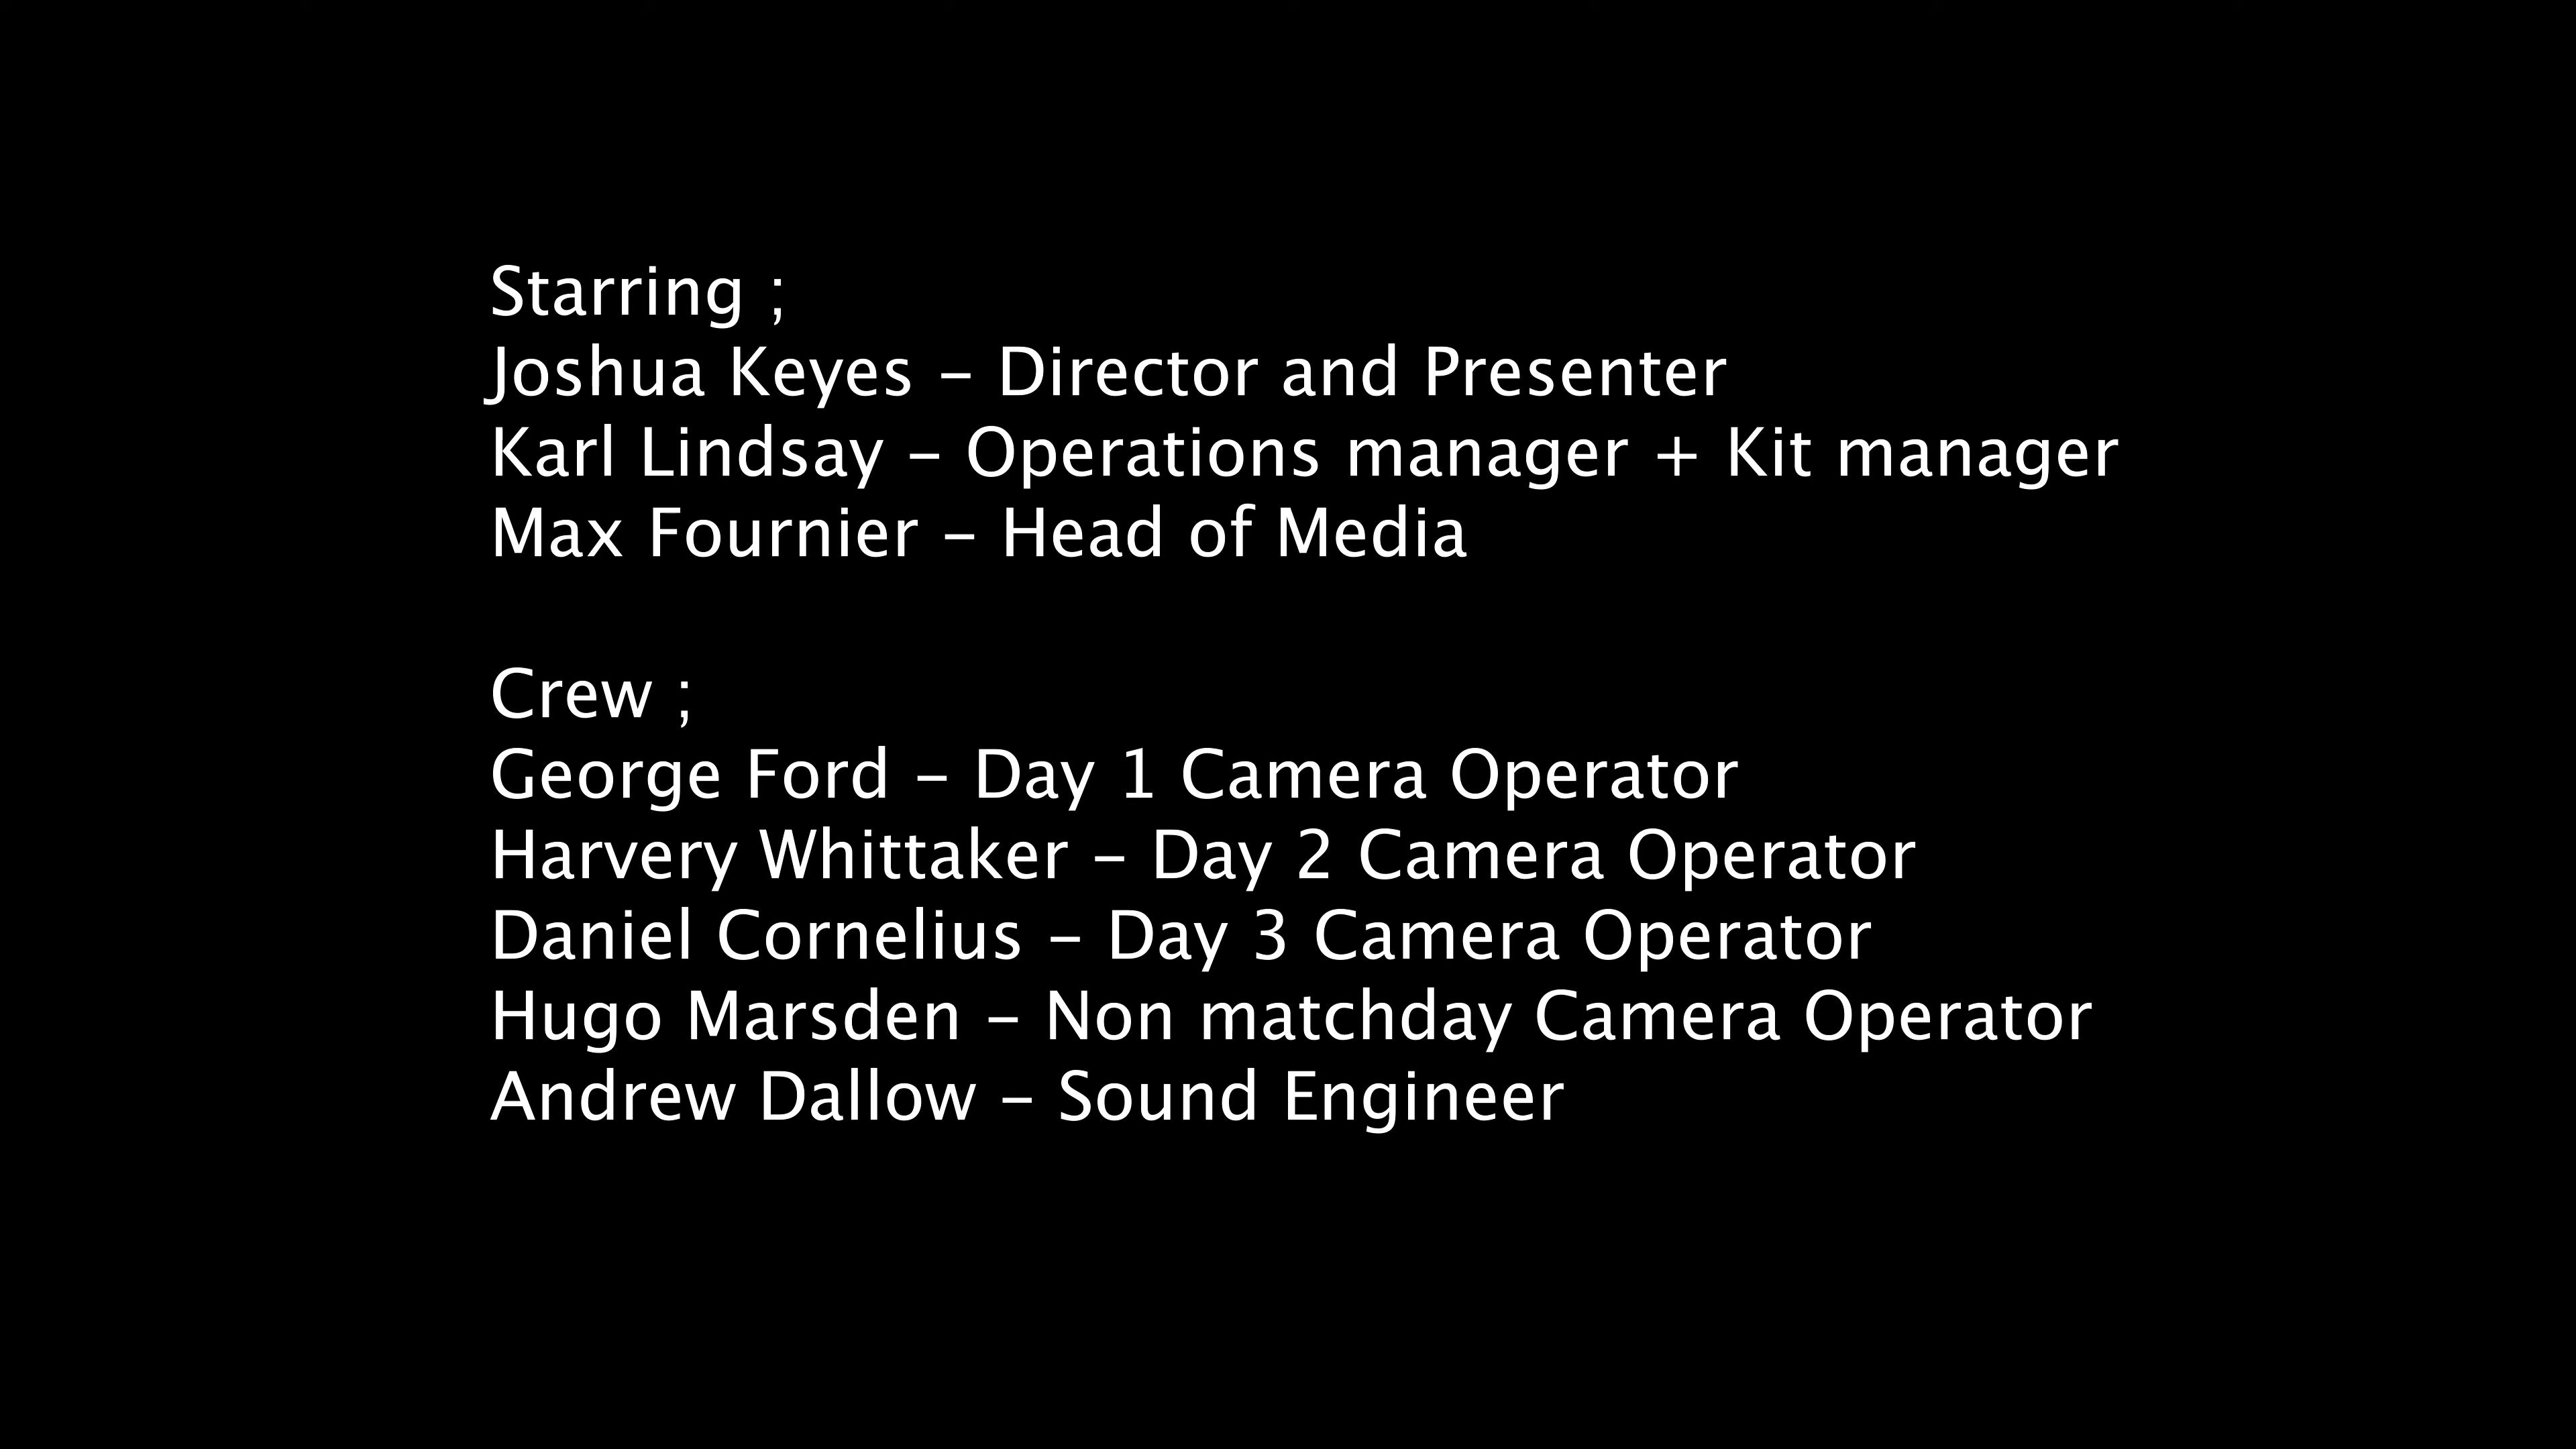 Starring ;
Joshua Keyes - Director and Presenter
Karl Lindsay - Operations manager + Kit manager
Max Fournier - Head of Media
Crew ;
George Ford - Day 1 Camera Operator
Harvery Whittaker - Day 2 Camera Operator
Daniel Cornelius - Day 3 Camera Operator
Hugo Marsden - Non matchday Camera Operator
Andrew Dallow - Sound Engineer